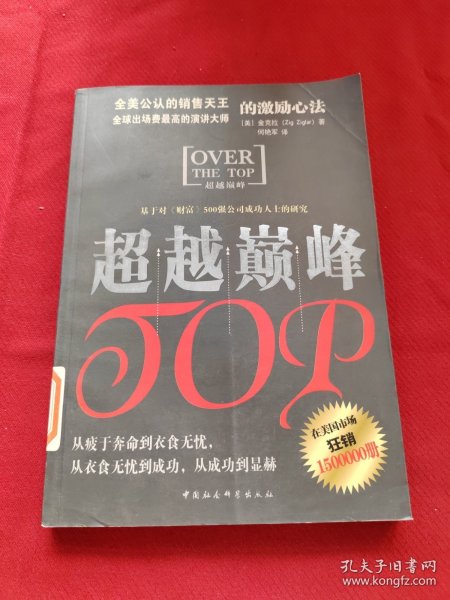 全美公认的销售天王
全球出场费最高的演讲大师
的激励心法
[美] 金克拉 (Zig Ziglar) 著
何艳军 译
OVER
THE TOP
超越巅峰
基于对《财富》500强公司成功人士的研究
超越巅峰
TOP
从疲于奔命到衣食无忧,
从衣食无忧到成功, 从成功到显赫
在美国市场
狂销
1500000册
中国社会科学出版社
孔夫子旧书网
www.kongfz.com